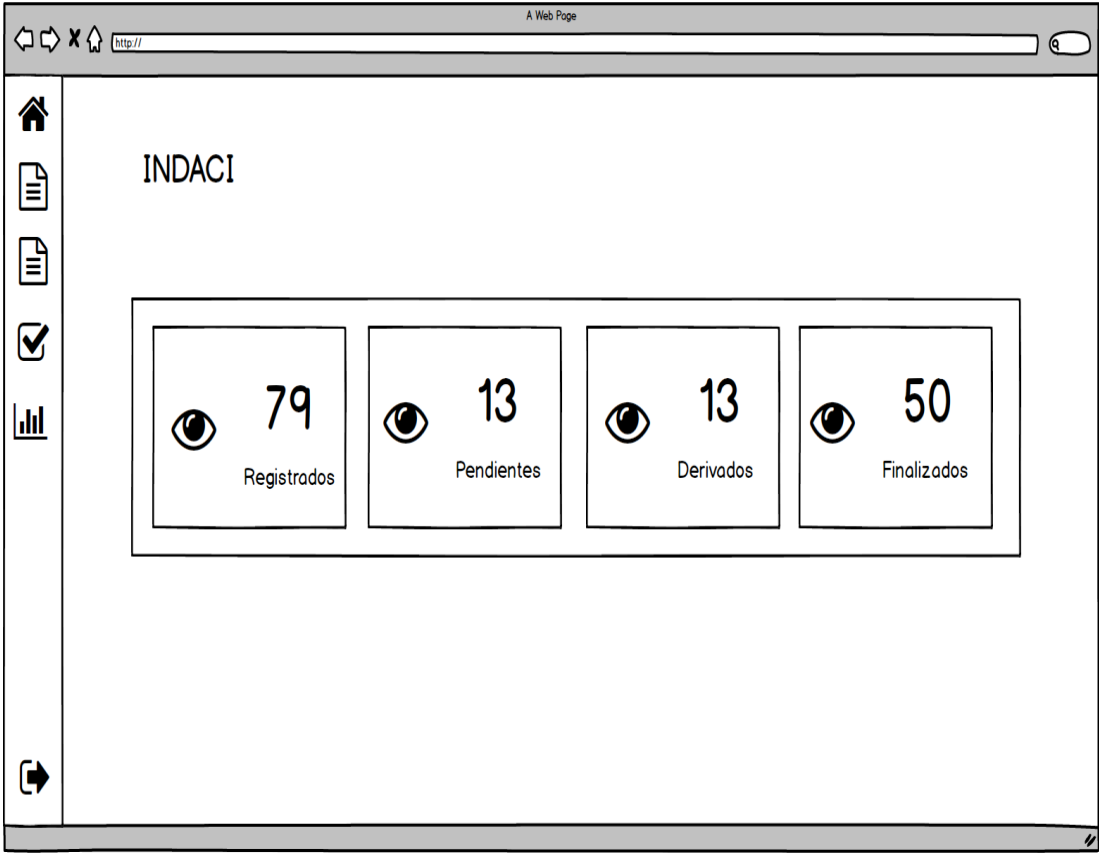 A Web Page
http://
INDACI
79
Registrados
13
Pendientes
13
Derivados
50
Finalizados